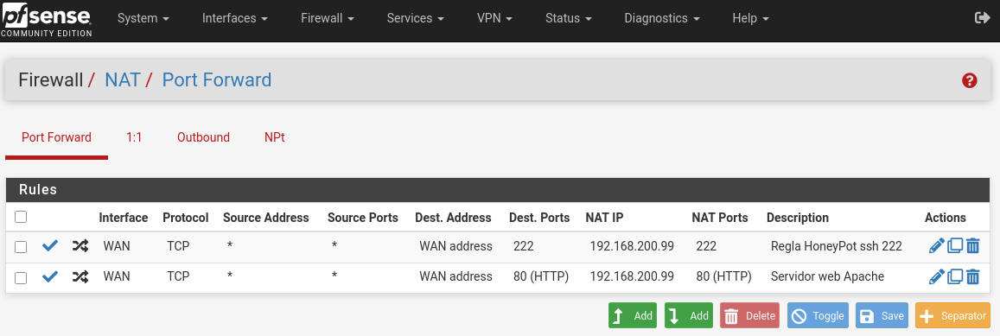 pfsense System Interfaces Firewall Services VPN Status Diagnostics Help
COMMUNITY EDITION
Firewall / NAT / Port Forward ?
Port Forward 1:1 Outbound NPt
Rules
Interface Protocol Source Address Source Ports Dest. Address Dest. Ports NAT IP NAT Ports Description Actions
WAN TCP * * WAN address 222 192.168.200.99 222 Regla HoneyPot ssh 222
WAN TCP * * WAN address 80 (HTTP) 192.168.200.99 80 (HTTP) Servidor web Apache
Add Add Delete Toggle Save Separator